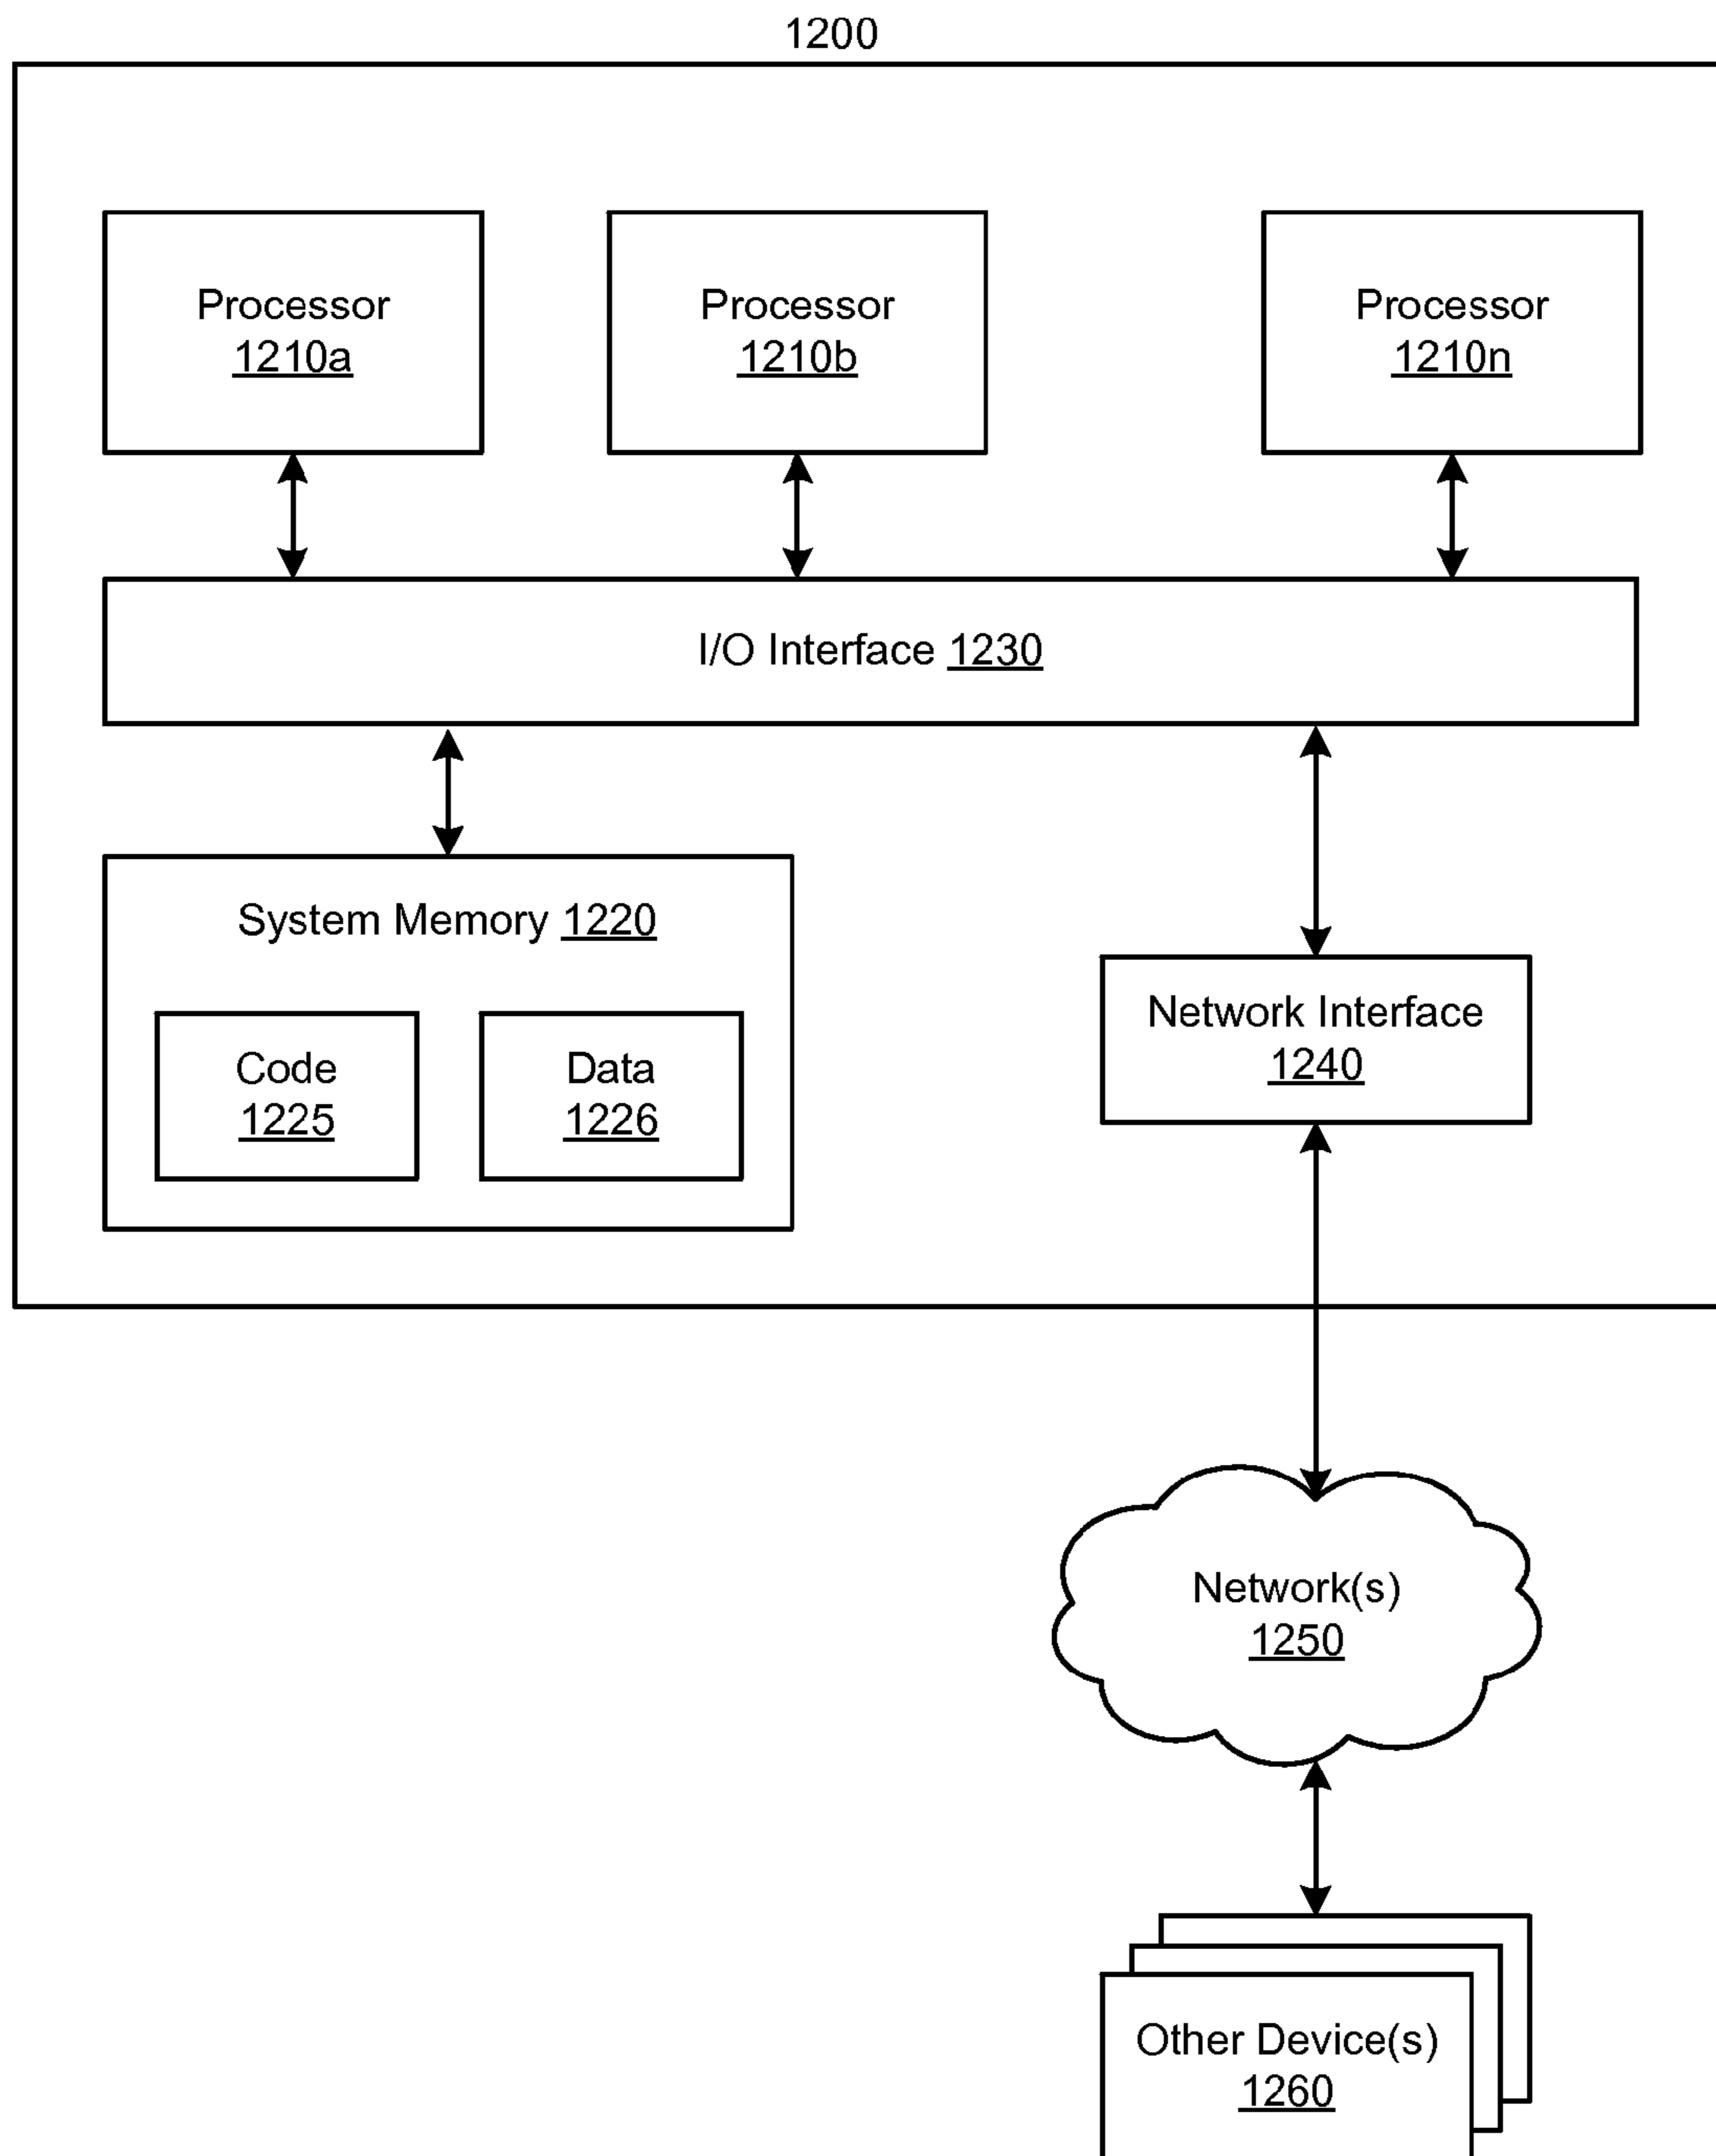 1200
Processor
1210a
Processor
1210b
Processor
1210n
I/O Interface 1230
System Memory 1220
Code
1225
Data
1226
Network Interface
1240
Network(s)
1250
Other Device(s)
1260